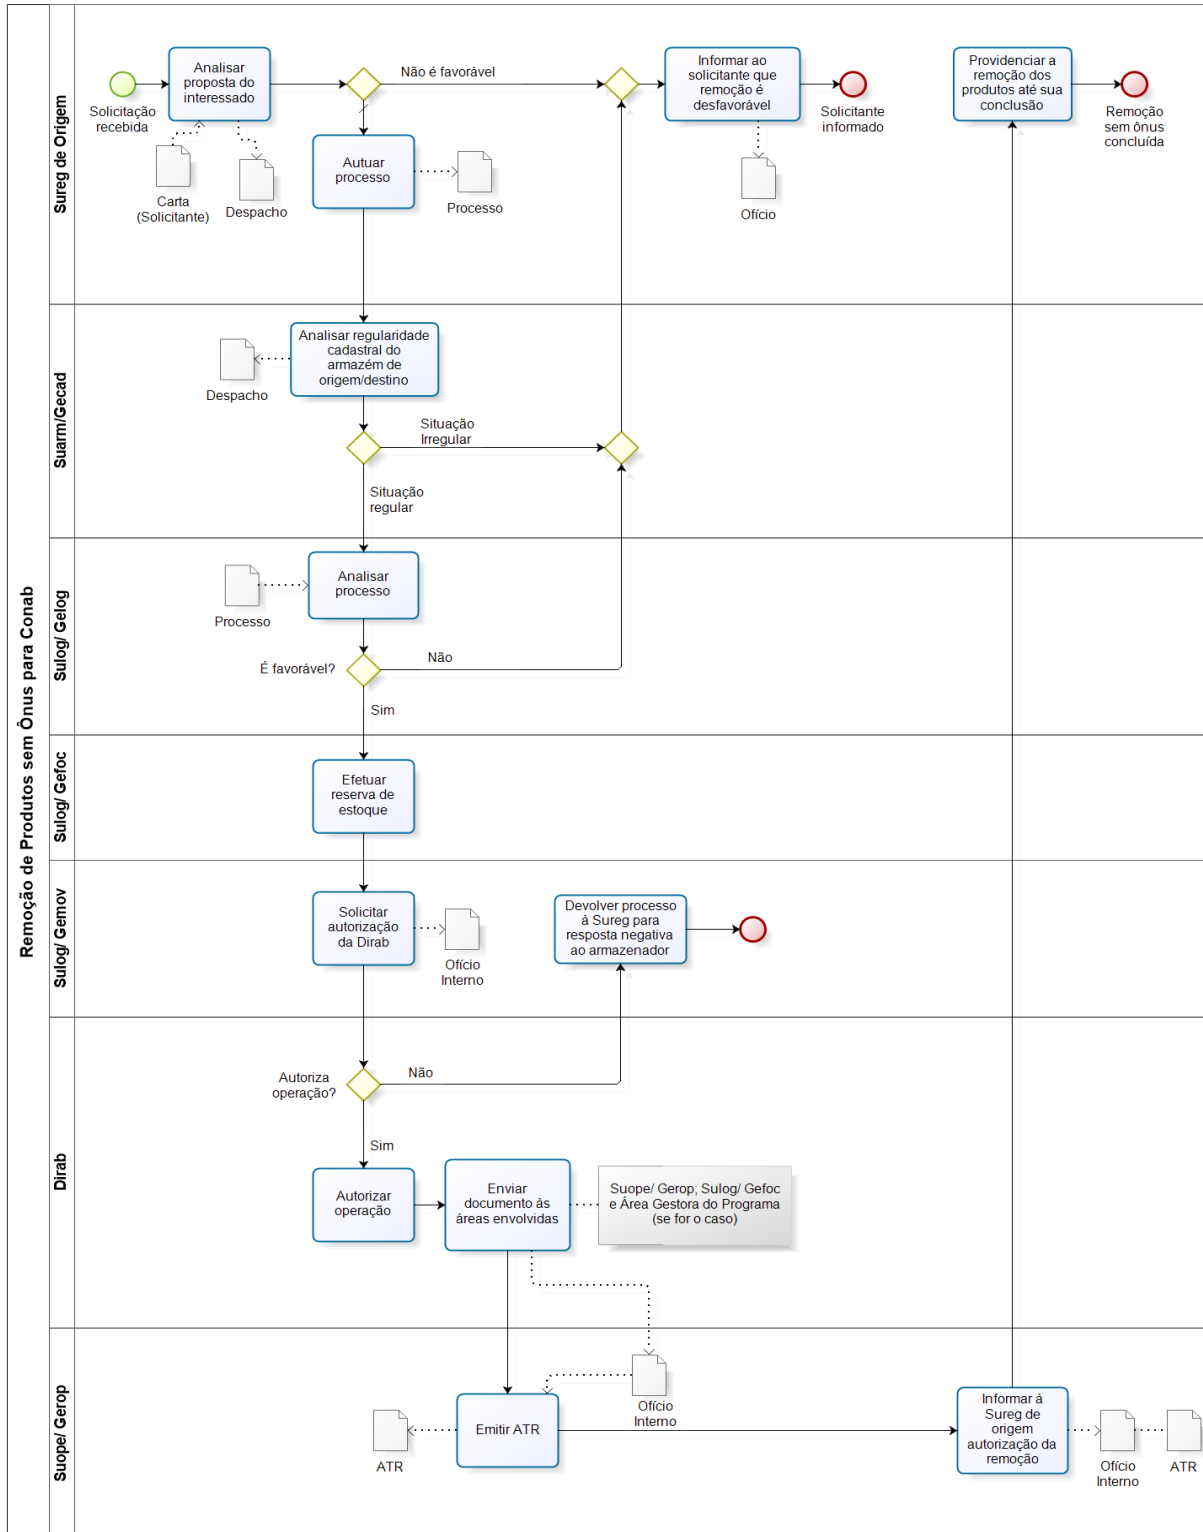 Remoção de Produtos sem Ônus para Conab
Sureg de Origem
Solicitação
recebida
Analisar
proposta do
interessado
Carta
(Solicitante)
Despacho
Não é favorável
Autuar
processo
Processo
Informar ao
solicitante que
remoção é
desfavorável
Ofício
Solicitante
informado
Providenciar a
remoção dos
produtos até sua
conclusão
Remoção
sem ônus
concluída
Suarm/Gecad
Analisar regularidade
cadastral do
armazém de
origem/destino
Despacho
Situação
Irregular
Situação
regular
Sulog/ Gelog
Analisar
processo
Processo
É favorável?
Não
Sim
Sulog/ Gefoc
Efetuar
reserva de
estoque
Sulog/ Gemov
Solicitar
autorização
da Dirab
Ofício
Interno
Devolver processo
à Sureg para
resposta negativa
ao armazenador
Dirab
Autoriza
operação?
Não
Sim
Autorizar
operação
Enviar
documento às
áreas envolvidas
Suope/ Gerop; Sulog/ Gefoc
e Área Gestora do Programa
(se for o caso)
Suope/ Gerop
Ofício
Interno
Emitir ATR
ATR
Informar à
Sureg de
origem
autorização da
remoção
Ofício
Interno
ATR